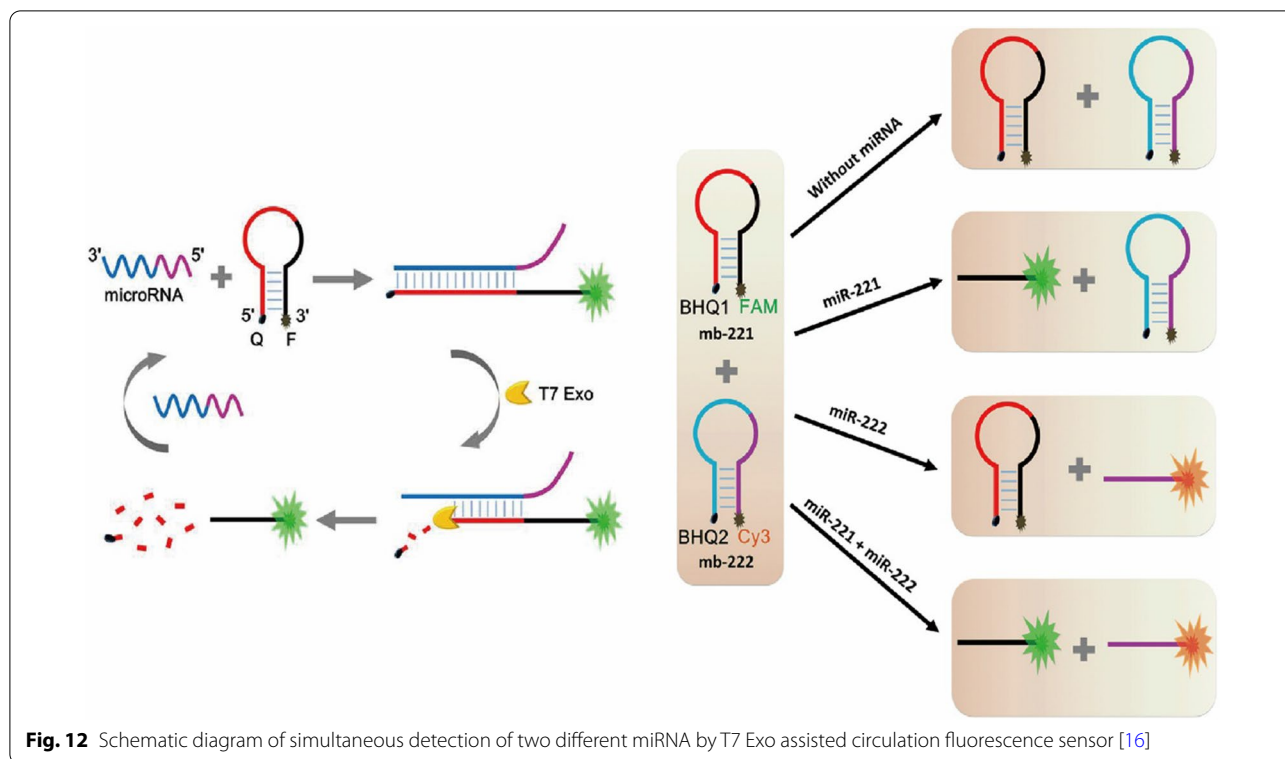 3' 5'
microRNA
5' 3'
Q F
T7 Exo
BHQ1 FAM
mb-221
BHQ2 Cy3
mb-222
Without miRNA
miR-221
miR-222
miR-221 + miR-222
Fig. 12 Schematic diagram of simultaneous detection of two different miRNA by T7 Exo assisted circulation fluorescence sensor [16]